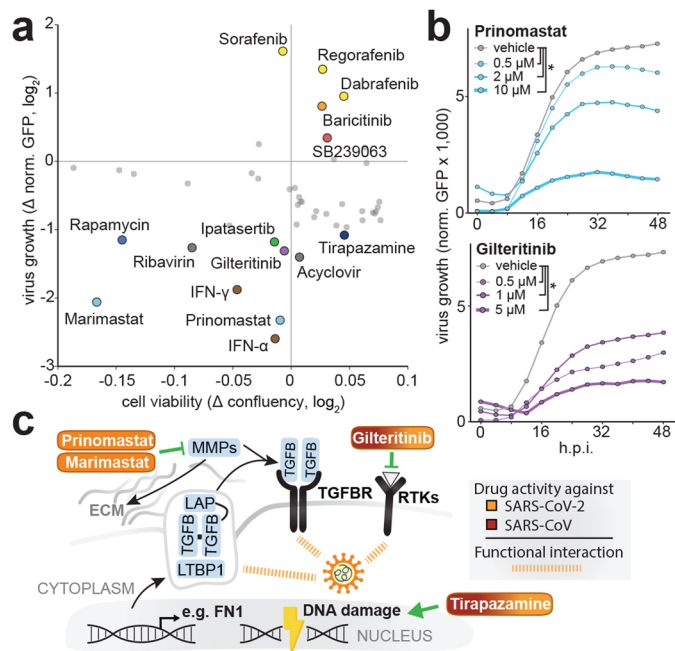 a
virus growth (Δ norm. GFP, log2)
2
1
0
-1
-2
-3
Sorafenib
Regorafenib
Dabrafenib
Baricitinib
SB239063
Rapamycin
Ipatasertib
Tirapazamine
Ribavirin
Gilteritinib
Acyclovir
IFN-γ
Marimastat
Prinomastat
IFN-α
-0.2
-0.15
-0.1
-0.05
0
0.05
0.1
cell viability (Δ confluency, log2)
b
virus growth (norm. GFP x 1,000)
Prinomastat
vehicle
0.5 µM
2 µM
10 µM
*
5
0
0
16
32
48
Gilteritinib
vehicle
0.5 µM
1 µM
5 µM
*
5
0
0
16
32
48
h.p.i.
c
Prinomastat
Marimastat
MMPs
ECM
LAP
TGFB
TGFB
LTBP1
TGFB
TGFB
TGFBR
Gilteritinib
RTKs
CYTOPLASM
e.g. FN1
DNA damage
NUCLEUS
Tirapazamine
Drug activity against
SARS-CoV-2
SARS-CoV
Functional interaction